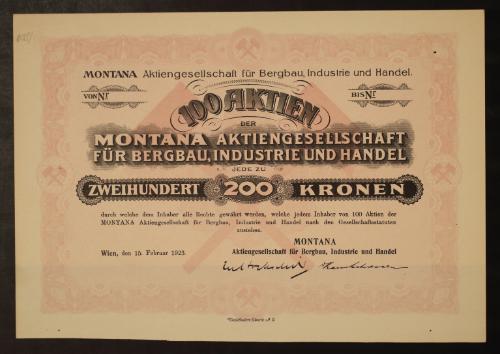 MONTANA Aktiengesellschaft für Bergbau, Industrie und Handel.
VON Nr BIS Nr
100 AKTIEN
DER
MONTANA AKTIENGESELLSCHAFT
FÜR BERGBAU, INDUSTRIE UND HANDEL
JEDE ZU
ZWEIHUNDERT 200 KRONEN
durch welche dem Inhaber alle Rechte gewährt werden, welche jedem Inhaber von 100 Aktien der
MONTANA Aktiengesellschaft für Bergbau, Industrie und Handel nach den Gesellschaftsstatuten
zustehen.
MONTANA
Wien, den 15. Februar 1923. Aktiengesellschaft für Bergbau, Industrie und Handel